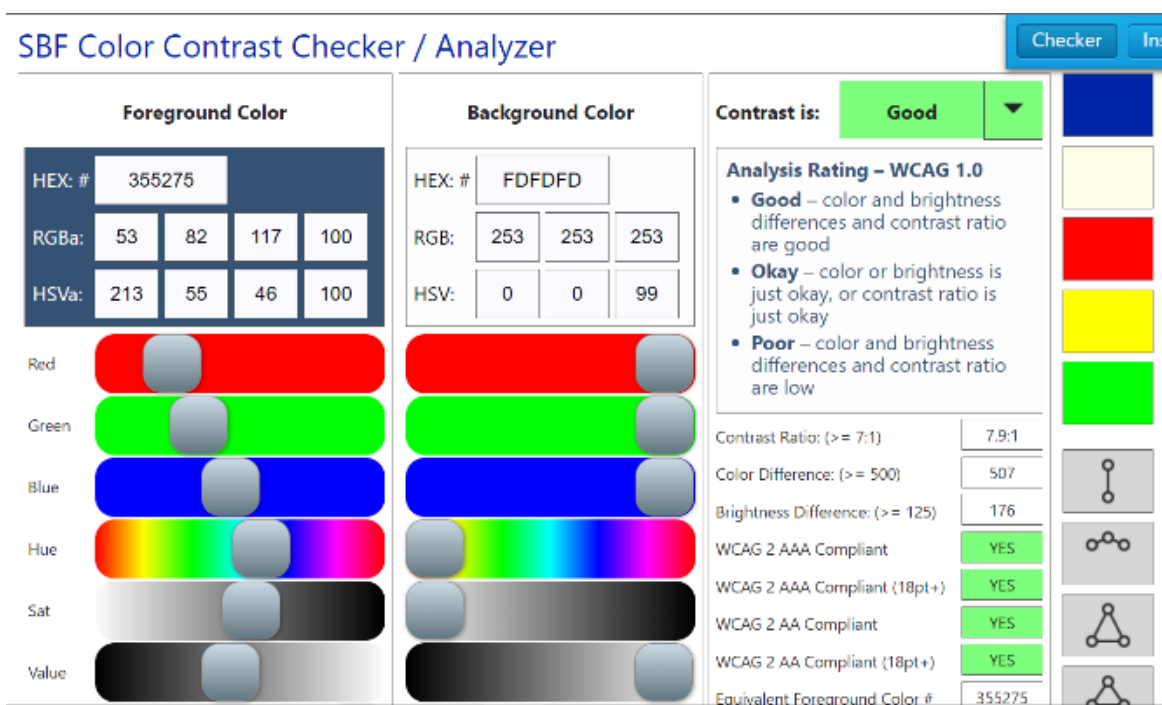 SBF Color Contrast Checker / Analyzer
Checker
Foreground Color
HEX: # 355275
RGBa: 53 82 117 100
HSVa: 213 55 46 100
Red
Green
Blue
Hue
Sat
Value
Background Color
HEX: # FDFDFD
RGB: 253 253 253
HSV: 0 0 99
Contrast is: Good
Analysis Rating – WCAG 1.0
• Good – color and brightness
differences and contrast ratio
are good
• Okay – color or brightness is
just okay, or contrast ratio is
just okay
• Poor – color and brightness
differences and contrast ratio
are low
Contrast Ratio: (>= 7:1) 7.9:1
Color Difference: (>= 500) 507
Brightness Difference: (>= 125) 176
WCAG 2 AAA Compliant YES
WCAG 2 AAA Compliant (18pt+) YES
WCAG 2 AA Compliant YES
WCAG 2 AA Compliant (18pt+) YES
Equivalent Foreground Color # 355275